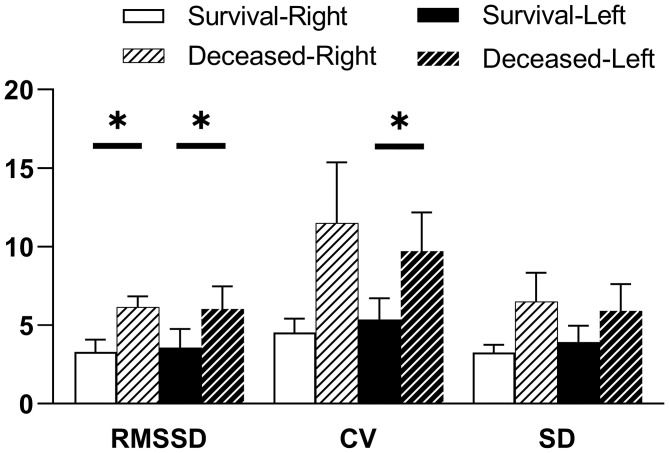 Survival-Right Survival-Left
Deceased-Right Deceased-Left
20
* *
*
15
10
5
0
RMSSD CV SD